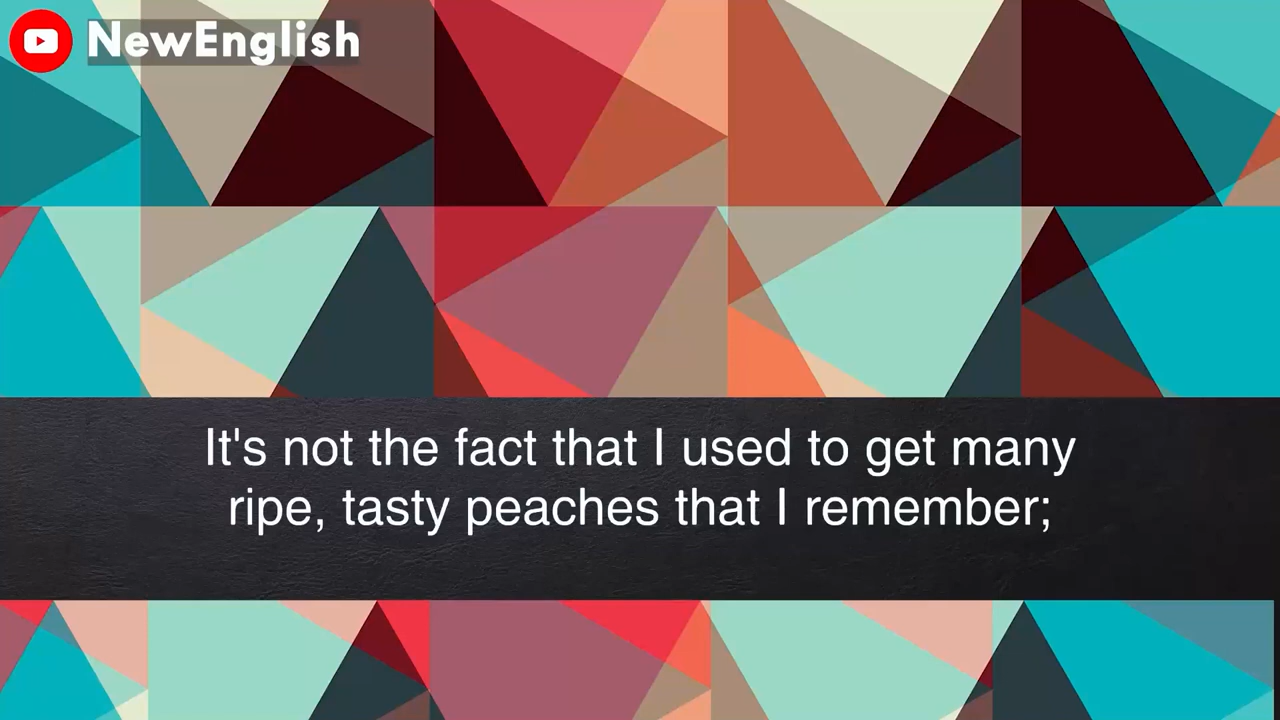 NewEnglish
It's not the fact that I used to get many
ripe, tasty peaches that I remember;